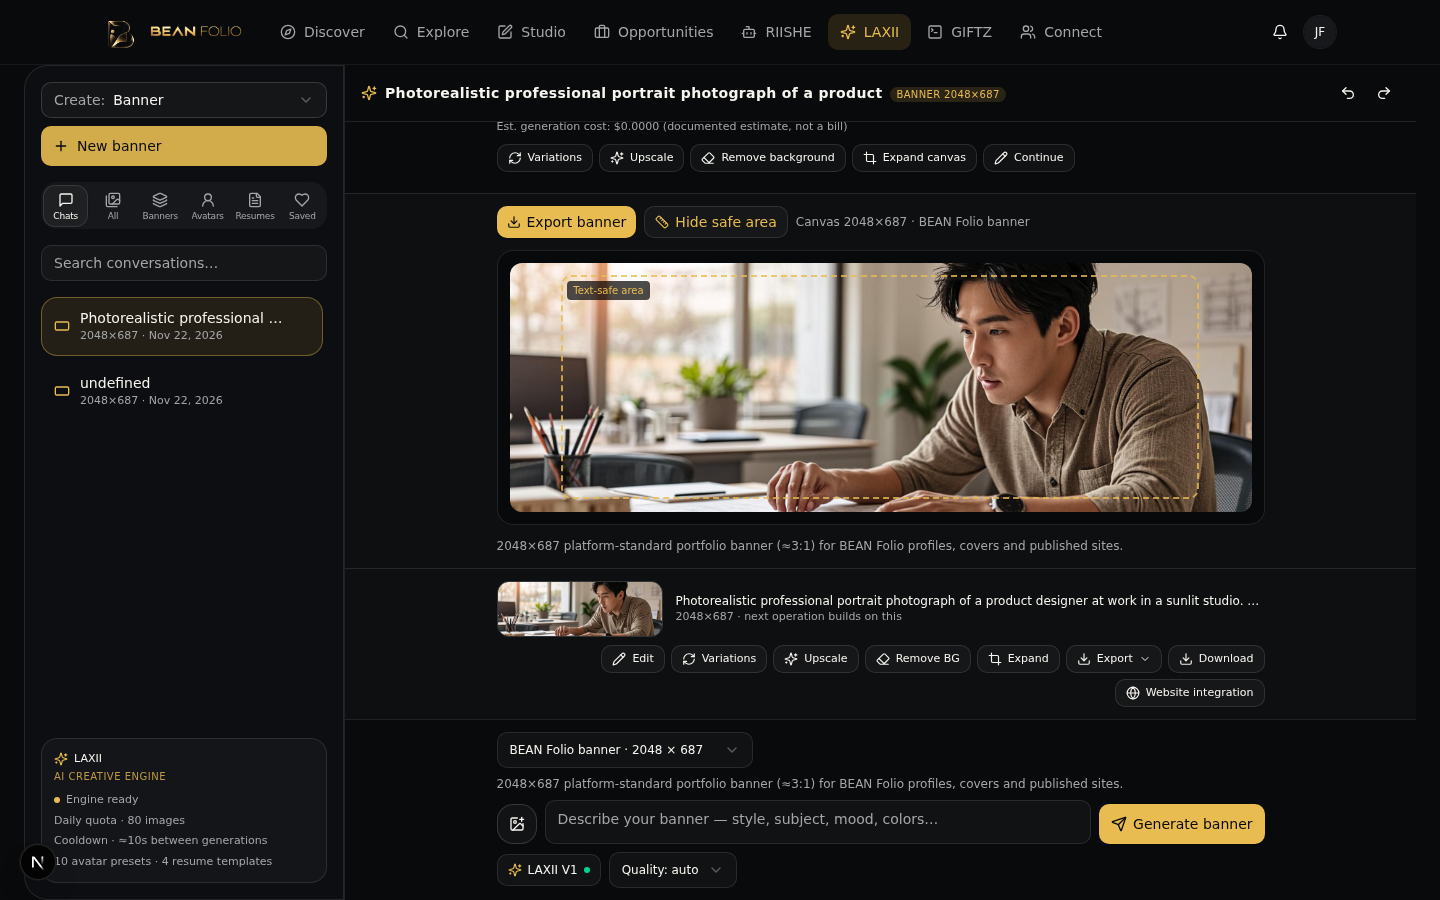 BEAN FOLIO
Discover
Explore
Studio
Opportunities
RIISHE
LAXII
GIFTZ
Connect
JF
Create: Banner
New banner
Chats
All
Banners
Avatars
Resumes
Saved
Search conversations...
Photorealistic professional ...
2048×687 · Nov 22, 2026
undefined
2048×687 · Nov 22, 2026
LAXII
AI CREATIVE ENGINE
Engine ready
Daily quota · 80 images
Cooldown · ≈10s between generations
10 avatar presets · 4 resume templates
N
Photorealistic professional portrait photograph of a product
BANNER 2048×687
Est. generation cost: $0.0000 (documented estimate, not a bill)
Variations
Upscale
Remove background
Expand canvas
Continue
Export banner
Hide safe area
Canvas 2048×687 · BEAN Folio banner
Text-safe area
2048×687 platform-standard portfolio banner (≈3:1) for BEAN Folio profiles, covers and published sites.
Photorealistic professional portrait photograph of a product designer at work in a sunlit studio. ...
2048×687 · next operation builds on this
Edit
Variations
Upscale
Remove BG
Expand
Export
Download
Website integration
BEAN Folio banner · 2048 × 687
2048×687 platform-standard portfolio banner (≈3:1) for BEAN Folio profiles, covers and published sites.
Describe your banner — style, subject, mood, colors...
Generate banner
LAXII V1
Quality: auto